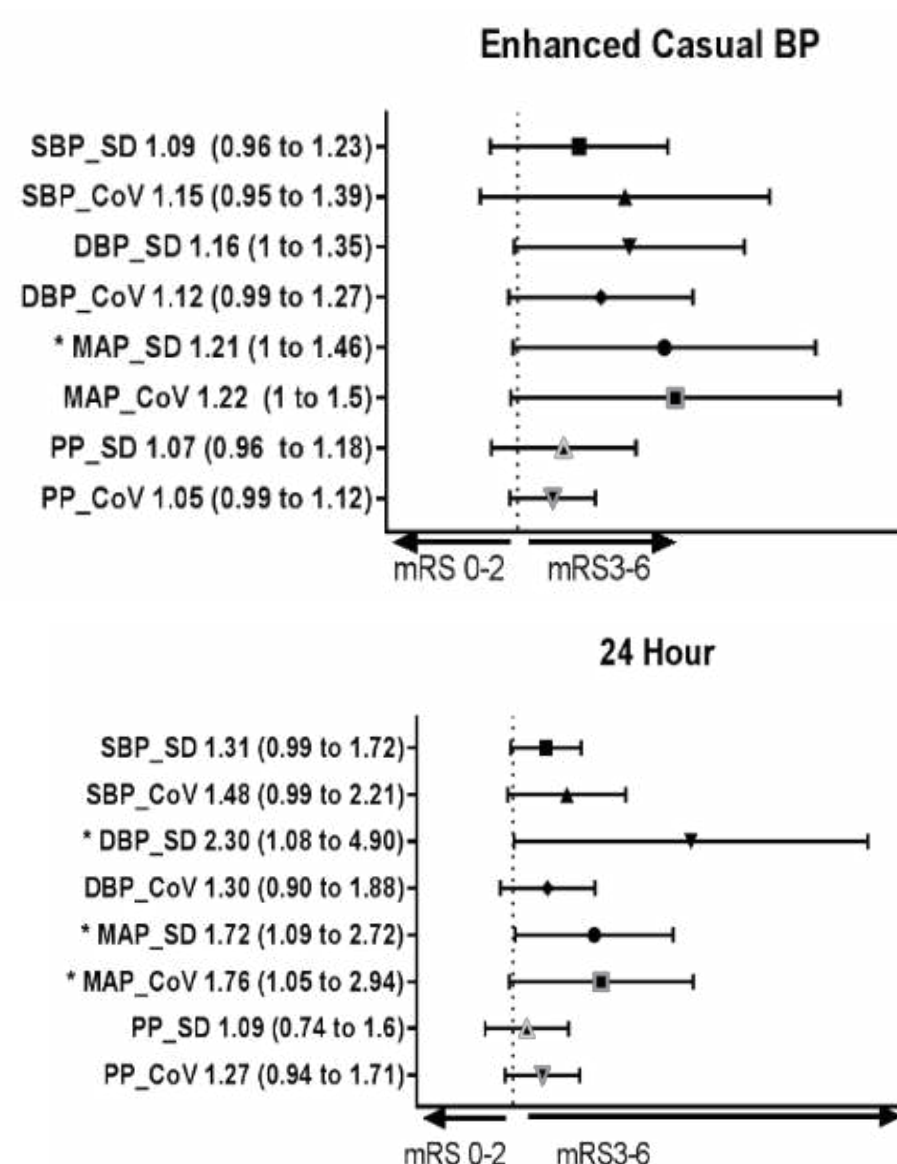 Enhanced Casual BP
SBP_SD 1.09 (0.96 to 1.23)
SBP_CoV 1.15 (0.95 to 1.39)
DBP_SD 1.16 (1 to 1.35)
DBP_CoV 1.12 (0.99 to 1.27)
* MAP_SD 1.21 (1 to 1.46)
MAP_CoV 1.22 (1 to 1.5)
PP_SD 1.07 (0.96 to 1.18)
PP_CoV 1.05 (0.99 to 1.12)
mRS 0-2 mRS3-6
24 Hour
SBP_SD 1.31 (0.99 to 1.72)
SBP_CoV 1.48 (0.99 to 2.21)
* DBP_SD 2.30 (1.08 to 4.90)
DBP_CoV 1.30 (0.90 to 1.88)
* MAP_SD 1.72 (1.09 to 2.72)
* MAP_CoV 1.76 (1.05 to 2.94)
PP_SD 1.09 (0.74 to 1.6)
PP_CoV 1.27 (0.94 to 1.71)
mRS 0-2 mRS3-6